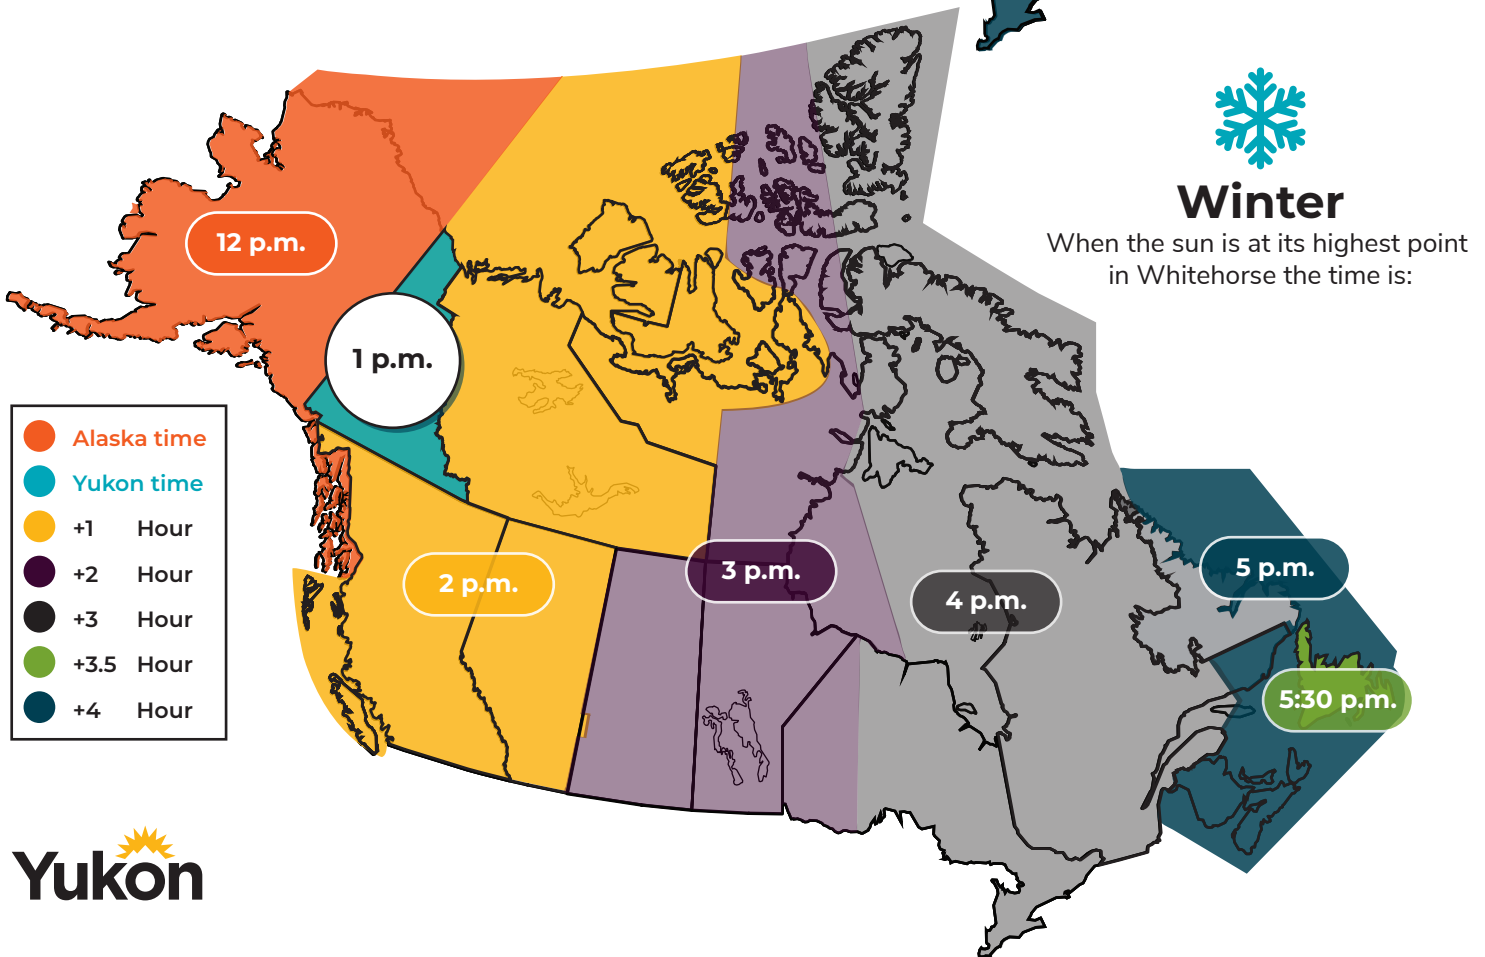 Winter
When the sun is at its highest point
in Whitehorse the time is:
12 p.m.
1 p.m.
2 p.m.
3 p.m.
4 p.m.
5 p.m.
5:30 p.m.
Alaska time
Yukon time
+1 Hour
+2 Hour
+3 Hour
+3.5 Hour
+4 Hour
Yukon